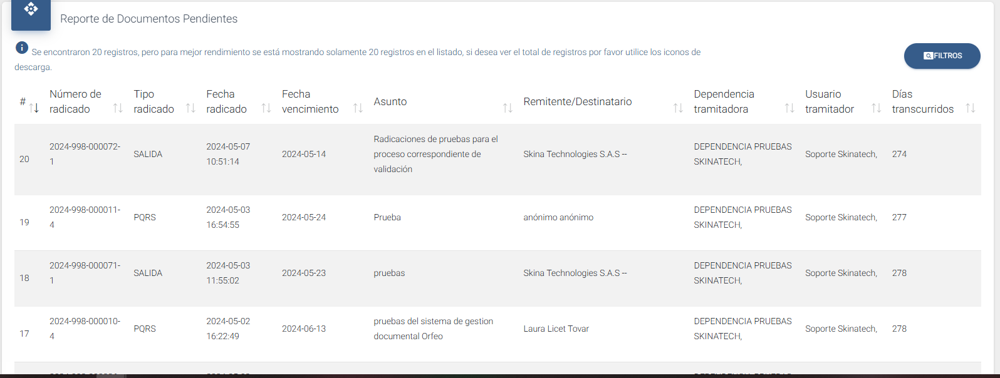 Reporte de Documentos Pendientes
Se encontraron 20 registros, pero para mejor rendimiento se está mostrando solamente 20 registros en el listado, si desea ver el total de registros por favor utilice los iconos de
descarga.
FILTROS
# Número de radicado Tipo radicado Fecha radicado Fecha vencimiento Asunto Remitente/Destinatario Dependencia tramitadora Usuario tramitador Días transcurridos
20 2024-998-000072-1 SALIDA 2024-05-07 10:51:14 2024-05-14 Radicaciones de pruebas para el proceso correspondiente de validación Skina Technologies S.A.S -- DEPENDENCIA PRUEBAS SKINATECH, Soporte Skinatech, 274
19 2024-998-000011-4 PQRS 2024-05-03 16:54:55 2024-05-24 Prueba anónimo anónimo DEPENDENCIA PRUEBAS SKINATECH, Soporte Skinatech, 277
18 2024-998-000071-1 SALIDA 2024-05-03 11:55:02 2024-05-23 pruebas Skina Technologies S.A.S -- DEPENDENCIA PRUEBAS SKINATECH, Soporte Skinatech, 278
17 2024-998-000010-4 PQRS 2024-05-02 16:22:49 2024-06-13 pruebas del sistema de gestion documental Orfeo Laura Licet Tovar DEPENDENCIA PRUEBAS SKINATECH, Soporte Skinatech, 278
DEPENDENCIA PRUEBAS